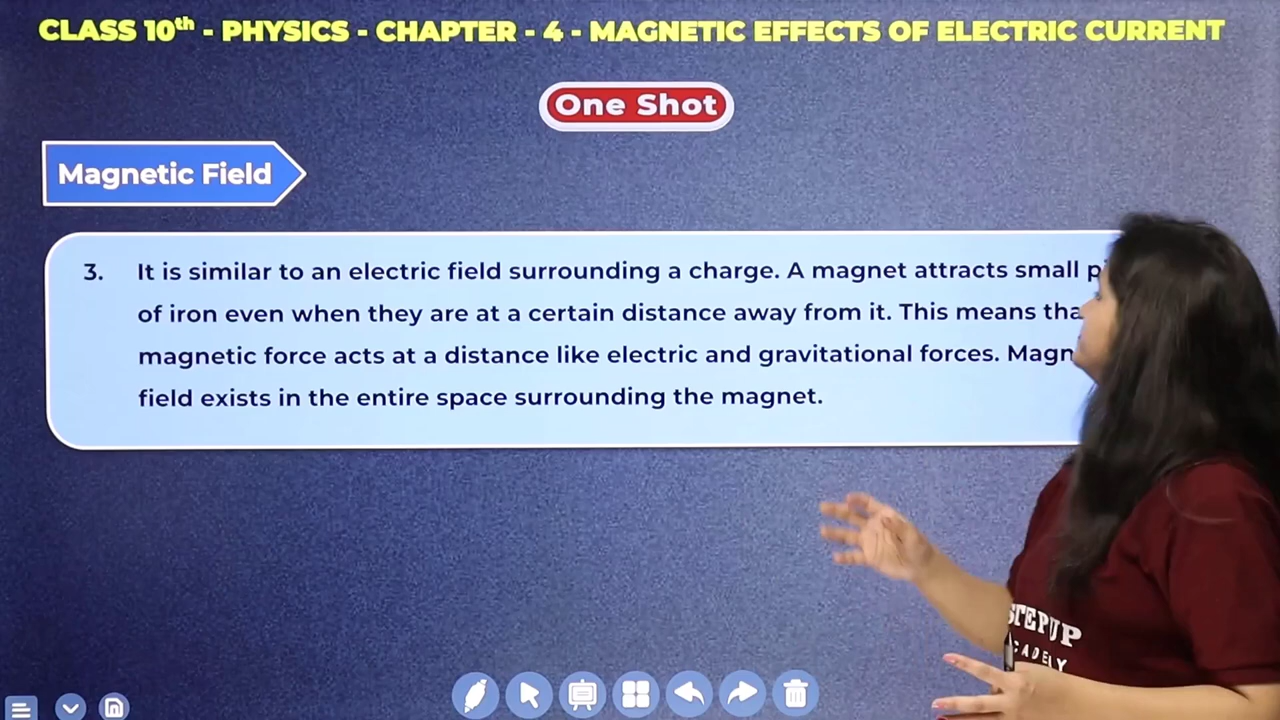 CLASS 10th - PHYSICS - CHAPTER - 4 - MAGNETIC EFFECTS OF ELECTRIC CURRENT
One Shot
Magnetic Field
3. It is similar to an electric field surrounding a charge. A magnet attracts small
of iron even when they are at a certain distance away from it. This means
magnetic force acts at a distance like electric and gravitational forces.
field exists in the entire space surrounding the magnet.
STEPUP